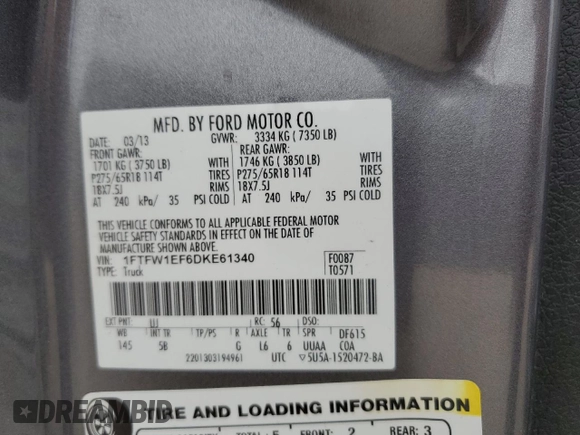 MFD. BY FORD MOTOR CO.
DATE: 03/13 GVWR: 3334 KG ( 7350 LB)
FRONT GAWR: REAR GAWR:
1701 KG ( 3750 LB) WITH 1746 KG ( 3850 LB) WITH
P275/65R18 114T TIRES P275/65R18 114T TIRES
18X7.5J RIMS 18X7.5J RIMS
AT 240 kPa/ 35 PSI COLD AT 240 kPa/ 35 PSI COLD
THIS VEHICLE CONFORMS TO ALL APPLICABLE FEDERAL MOTOR
VEHICLE SAFETY STANDARDS IN EFFECT ON THE DATE OF
MANUFACTURE SHOWN ABOVE.
VIN: 1FTFW1EF6DKE61340 F0087
TYPE: Truck T0571
EXT PNT: UJ RC: 56 DSO:
WB INT TR TP/PS R AXLE TR SPR DF615
145 5B G L6 6 UUAA COA
2201303194961 UTC 5U5A-1520472-BA
TIRE AND LOADING INFORMATION
TOTAL: 5 FRONT: 2 REAR: 3
DREAMBID